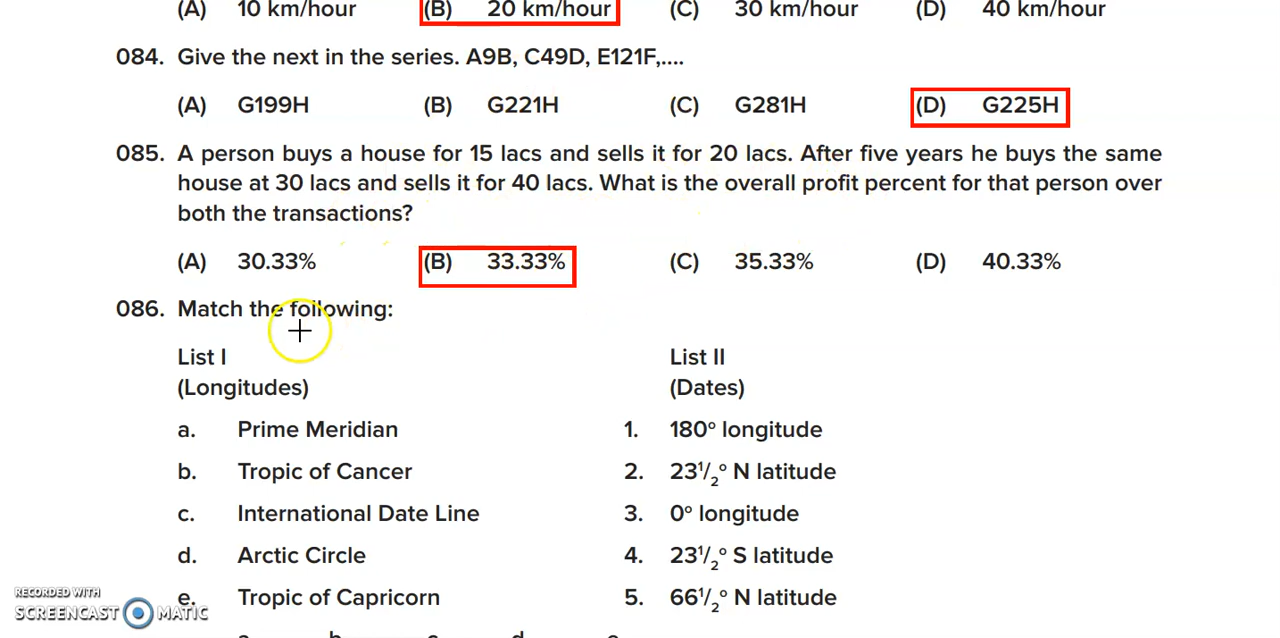 (A) 10 km/hour (B) 20 km/hour (C) 30 km/hour (D) 40 km/hour
084. Give the next in the series. A9B, C49D, E121F,....
(A) G199H (B) G221H (C) G281H (D) G225H
085. A person buys a house for 15 lacs and sells it for 20 lacs. After five years he buys the same
house at 30 lacs and sells it for 40 lacs. What is the overall profit percent for that person over
both the transactions?
(A) 30.33% (B) 33.33% (C) 35.33% (D) 40.33%
086. Match the following:
List I List II
(Longitudes) (Dates)
a. Prime Meridian 1. 180° longitude
b. Tropic of Cancer 2. 23¹/₂° N latitude
c. International Date Line 3. 0° longitude
d. Arctic Circle 4. 23¹/₂° S latitude
e. Tropic of Capricorn 5. 66¹/₂° N latitude
RECORDED WITH
SCREENCAST MATIC
a b c d e